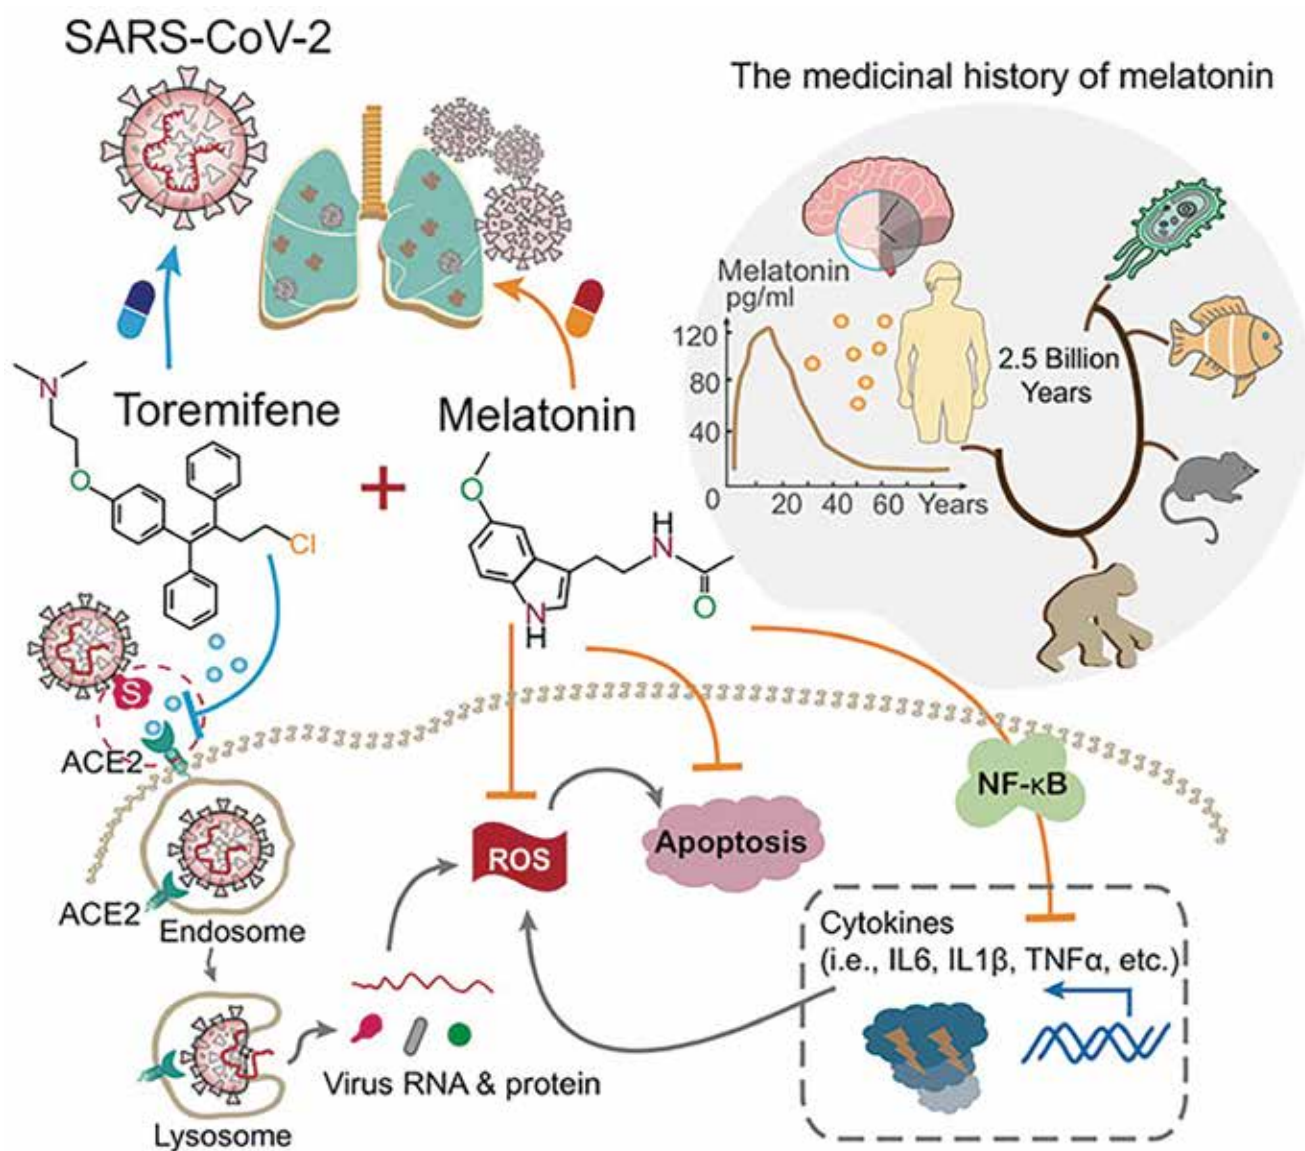 SARS-CoV-2
The medicinal history of melatonin
Melatonin
pg/ml
120
80
40
0
20
40
60
Years
2.5 Billion
Years
Toremifene
+
Melatonin
N
O
Cl
O
H
N
O
N
H
S
ACE2
NF-κB
ROS
Apoptosis
ACE2
Endosome
Cytokines
(i.e., IL6, IL1β, TNFα, etc.)
Virus RNA & protein
Lysosome